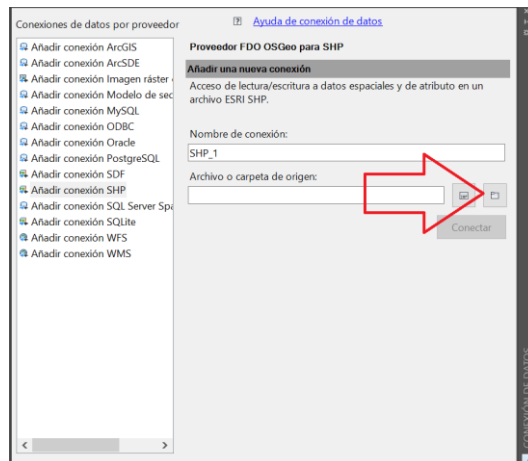 Conexiones de datos por proveedor
Añadir conexión ArcGIS
Añadir conexión ArcSDE
Añadir conexión Imagen ráster
Añadir conexión Modelo de sec
Añadir conexión MySQL
Añadir conexión ODBC
Añadir conexión Oracle
Añadir conexión PostgreSQL
Añadir conexión SDF
Añadir conexión SHP
Añadir conexión SQL Server Spa
Añadir conexión SQLite
Añadir conexión WFS
Añadir conexión WMS
Ayuda de conexión de datos
Proveedor FDO OSGeo para SHP
Añadir una nueva conexión
Acceso de lectura/escritura a datos espaciales y de atributo en un
archivo ESRI SHP.
Nombre de conexión:
SHP_1
Archivo o carpeta de origen:
Conectar
CONEXIÓN DE DATOS